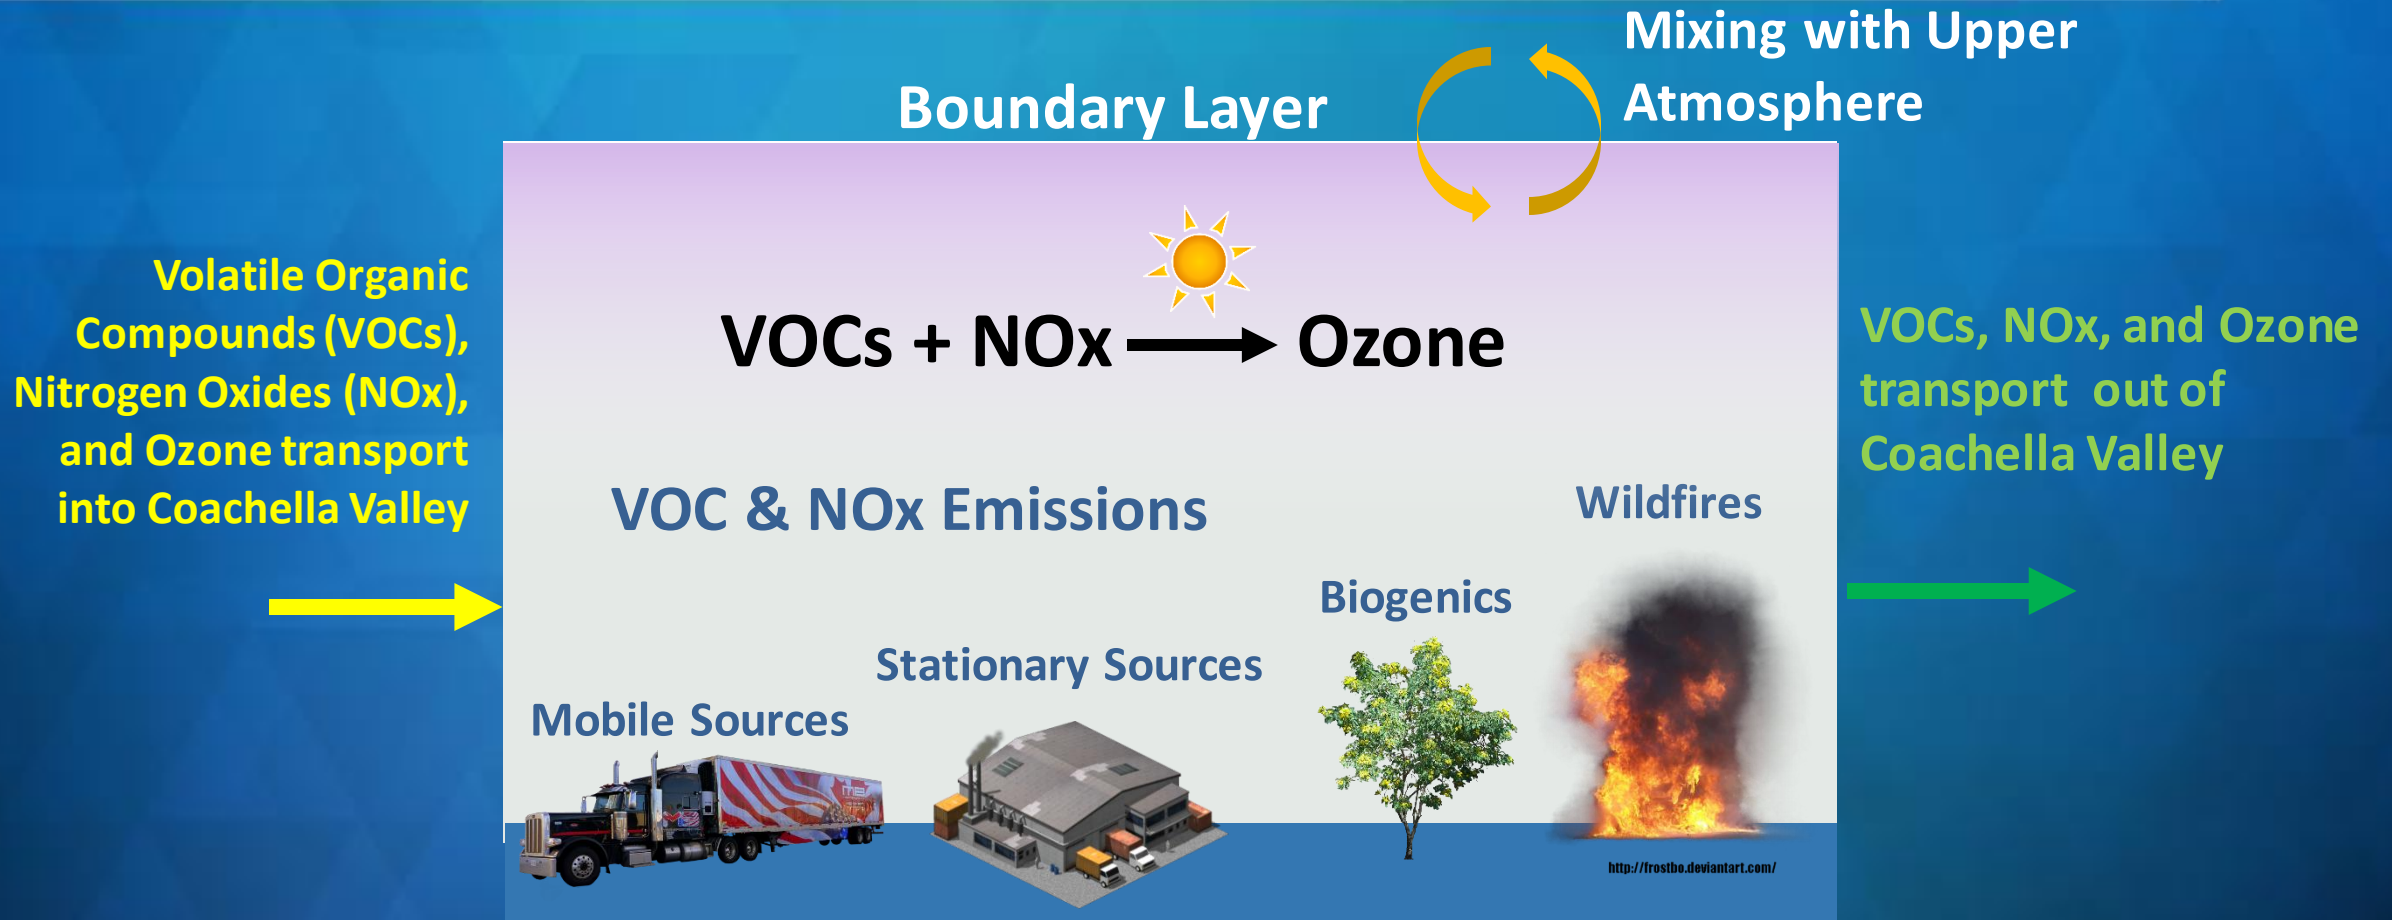 Mixing with Upper
Atmosphere
Boundary Layer
Volatile Organic
Compounds (VOCs),
Nitrogen Oxides (NOx),
and Ozone transport
into Coachella Valley
VOCs + NOx
Ozone
VOCs, NOx, and Ozone
transport out of
Coachella Valley
VOC & NOx Emissions
Wildfires
Biogenics
Stationary Sources
Mobile Sources
http://frostbo.deviantart.com/